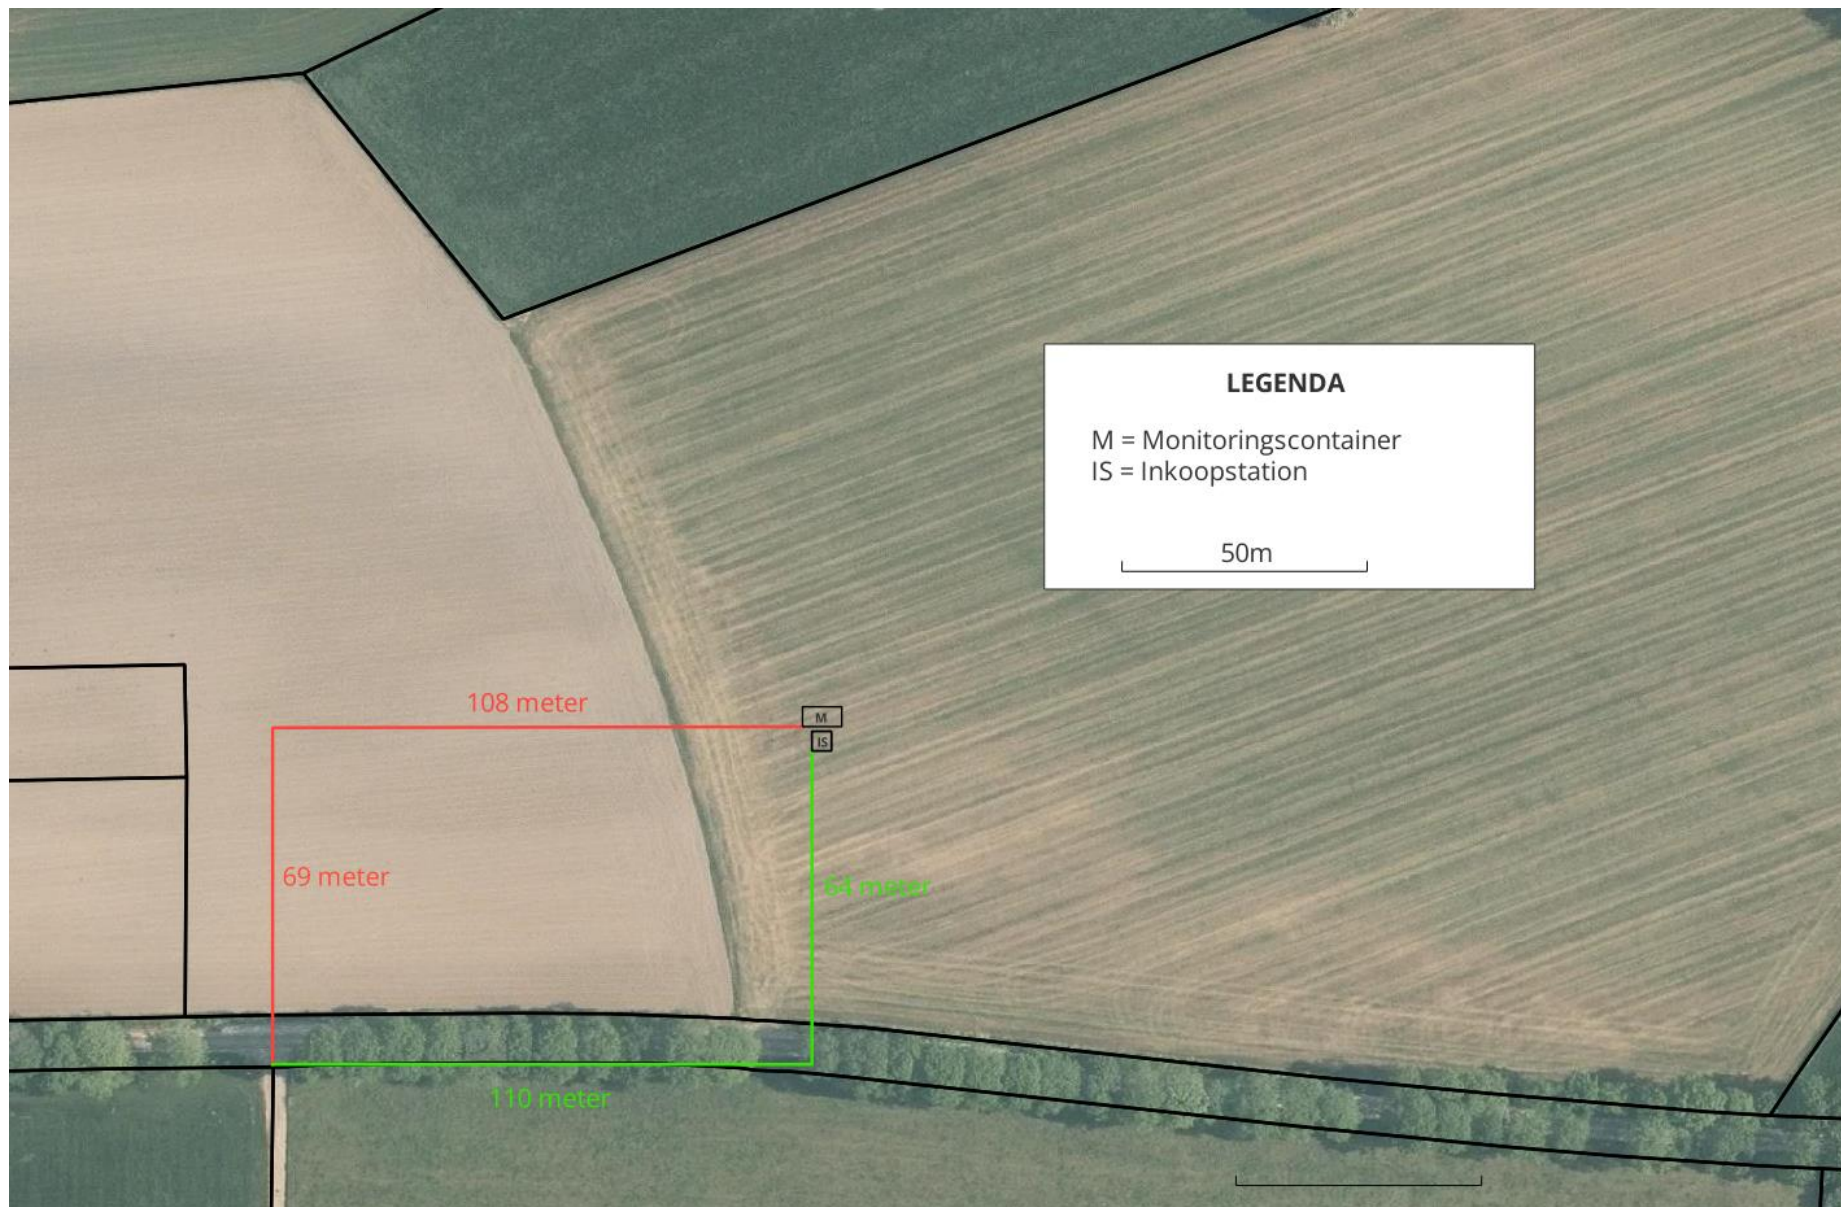 LEGENDA
M = Monitoringscontainer
IS = Inkoopstation
50m
108 meter
M
IS
69 meter
64 meter
110 meter